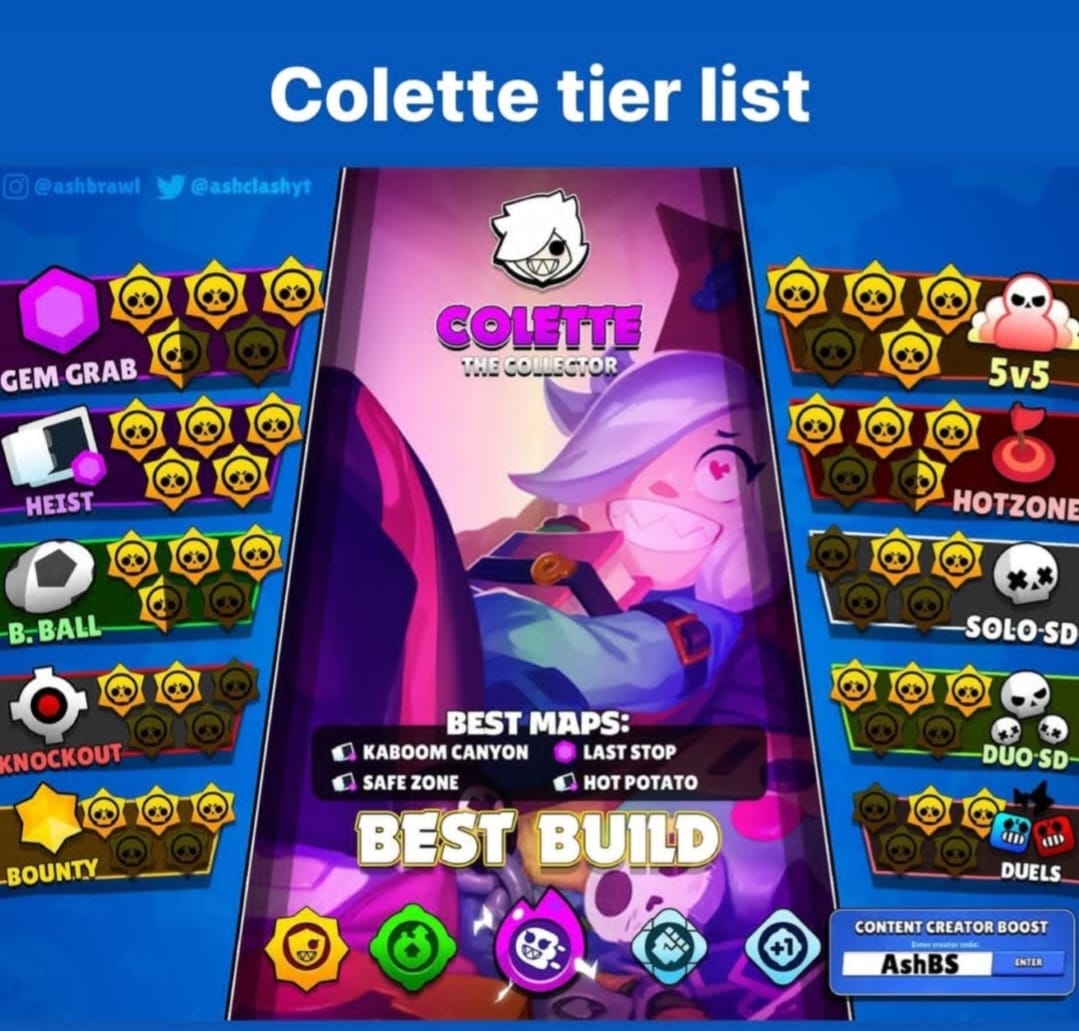 Colette tier list
@ashbrawl @ashclashyt
COLETTE
THE COLLECTOR
GEM GRAB
HEIST
B. BALL
KNOCKOUT
BOUNTY
5v5
HOTZONE
SOLO-SD
DUO-SD
DUELS
BEST MAPS:
KABOOM CANYON LAST STOP
SAFE ZONE HOT POTATO
BEST BUILD
+1
CONTENT CREATOR BOOST
Enter creator code:
AshBS ENTER